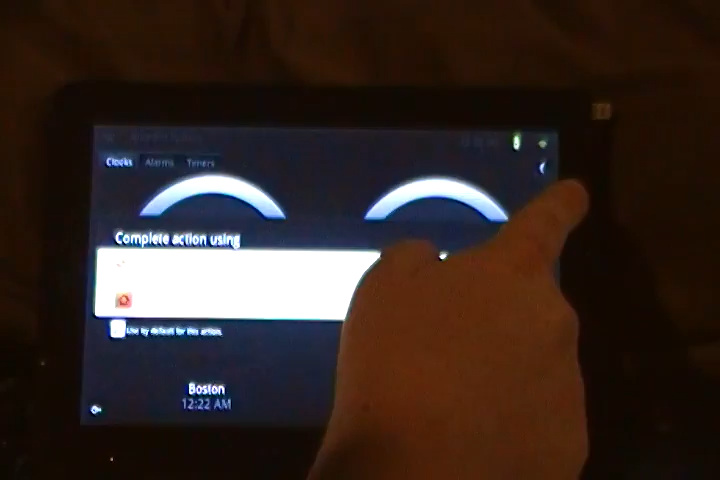 Clocks Alarms Timers
Complete action using
Use by default for this action.
Boston
12:22 AM